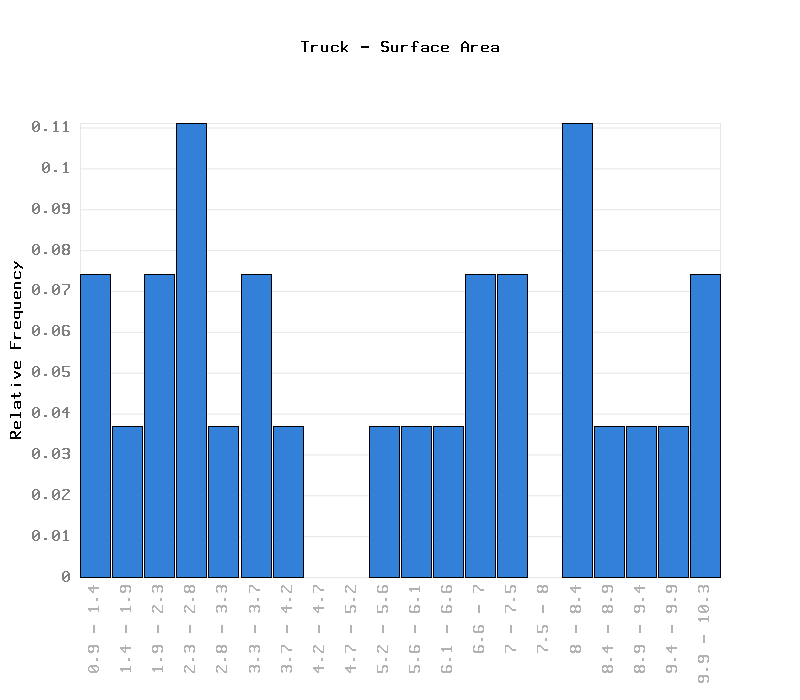 Truck - Surface Area
Relative Frequency
0.11
0.1
0.09
0.08
0.07
0.06
0.05
0.04
0.03
0.02
0.01
0
0.9 - 1.4
1.4 - 1.9
1.9 - 2.3
2.3 - 2.8
2.8 - 3.3
3.3 - 3.7
3.7 - 4.2
4.2 - 4.7
4.7 - 5.2
5.2 - 5.6
5.6 - 6.1
6.1 - 6.6
6.6 - 7
7 - 7.5
7.5 - 8
8 - 8.4
8.4 - 8.9
8.9 - 9.4
9.4 - 9.9
9.9 - 10.3